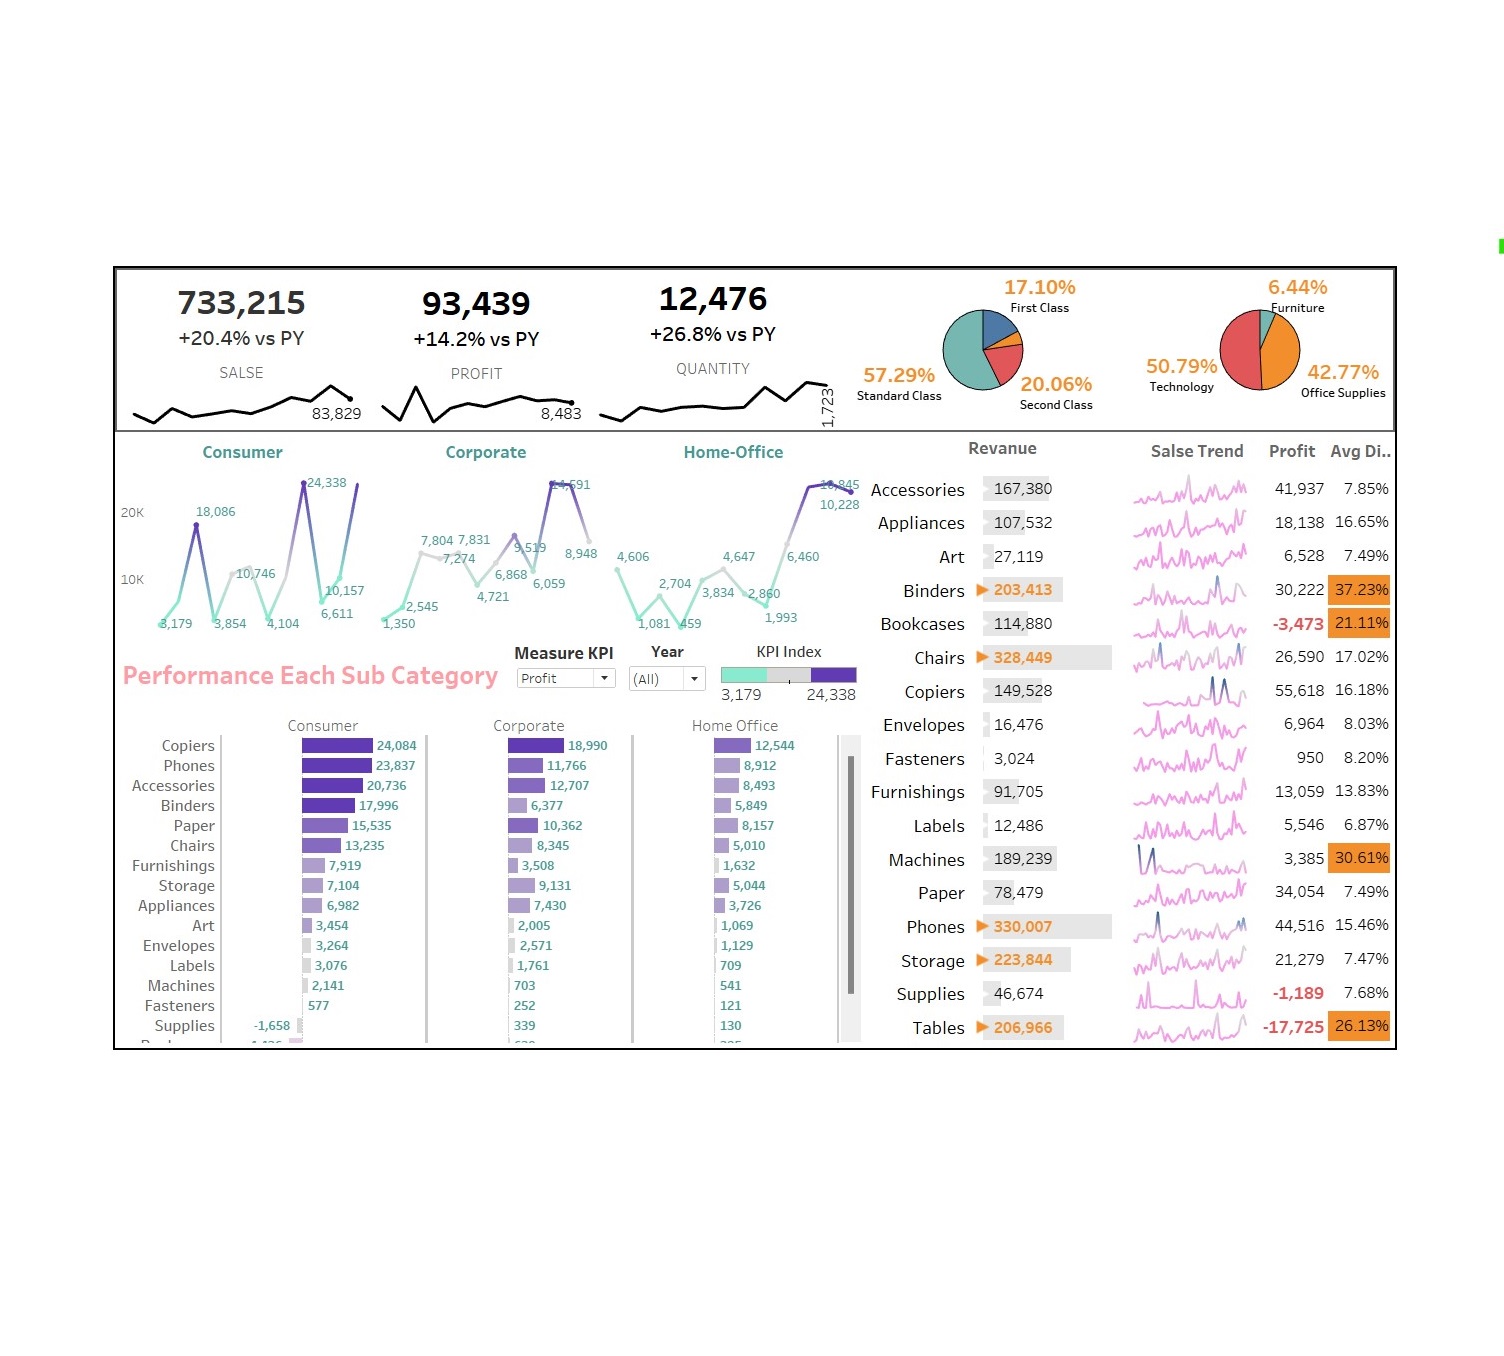 733,215
+20.4% vs PY
SALSE
83,829
93,439
+14.2% vs PY
PROFIT
8,483
12,476
+26.8% vs PY
QUANTITY
1,723
17.10%
First Class
57.29%
Standard Class
20.06%
Second Class
6.44%
Furniture
50.79%
Technology
42.77%
Office Supplies
Consumer
20K
10K
24,338
18,086
10,746
10,157
6,611
3,179
3,854
4,104
Corporate
14,591
7,804
7,831
7,274
9,519
8,948
6,868
6,059
4,721
2,545
1,350
Home-Office
10,845
10,228
4,606
4,647
6,460
2,704
3,834
2,860
1,993
1,081
459
Performance Each Sub Category
Measure KPI
Profit
Year
(All)
KPI Index
3,179 24,338
Consumer Corporate Home Office
Copiers 24,084 18,990 12,544
Phones 23,837 11,766 8,912
Accessories 20,736 12,707 8,493
Binders 17,996 6,377 5,849
Paper 15,535 10,362 8,157
Chairs 13,235 8,345 5,010
Furnishings 7,919 3,508 1,632
Storage 7,104 9,131 5,044
Appliances 6,982 7,430 3,726
Art 3,454 2,005 1,069
Envelopes 3,264 2,571 1,129
Labels 3,076 1,761 709
Machines 2,141 703 541
Fasteners 577 252 121
Supplies -1,658 339 130
Revanue Salse Trend Profit Avg Di..
Accessories 167,380 41,937 7.85%
Appliances 107,532 18,138 16.65%
Art 27,119 6,528 7.49%
Binders 203,413 30,222 37.23%
Bookcases 114,880 -3,473 21.11%
Chairs 328,449 26,590 17.02%
Copiers 149,528 55,618 16.18%
Envelopes 16,476 6,964 8.03%
Fasteners 3,024 950 8.20%
Furnishings 91,705 13,059 13.83%
Labels 12,486 5,546 6.87%
Machines 189,239 3,385 30.61%
Paper 78,479 34,054 7.49%
Phones 330,007 44,516 15.46%
Storage 223,844 21,279 7.47%
Supplies 46,674 -1,189 7.68%
Tables 206,966 -17,725 26.13%